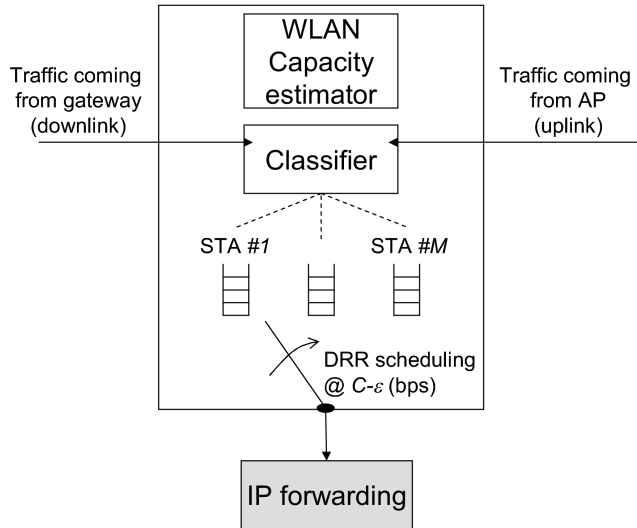 WLAN
Capacity
estimator
Traffic coming
from gateway
(downlink)
Traffic coming
from AP
(uplink)
Classifier
STA #1
STA #M
DRR scheduling
@ C-ε (bps)
IP forwarding